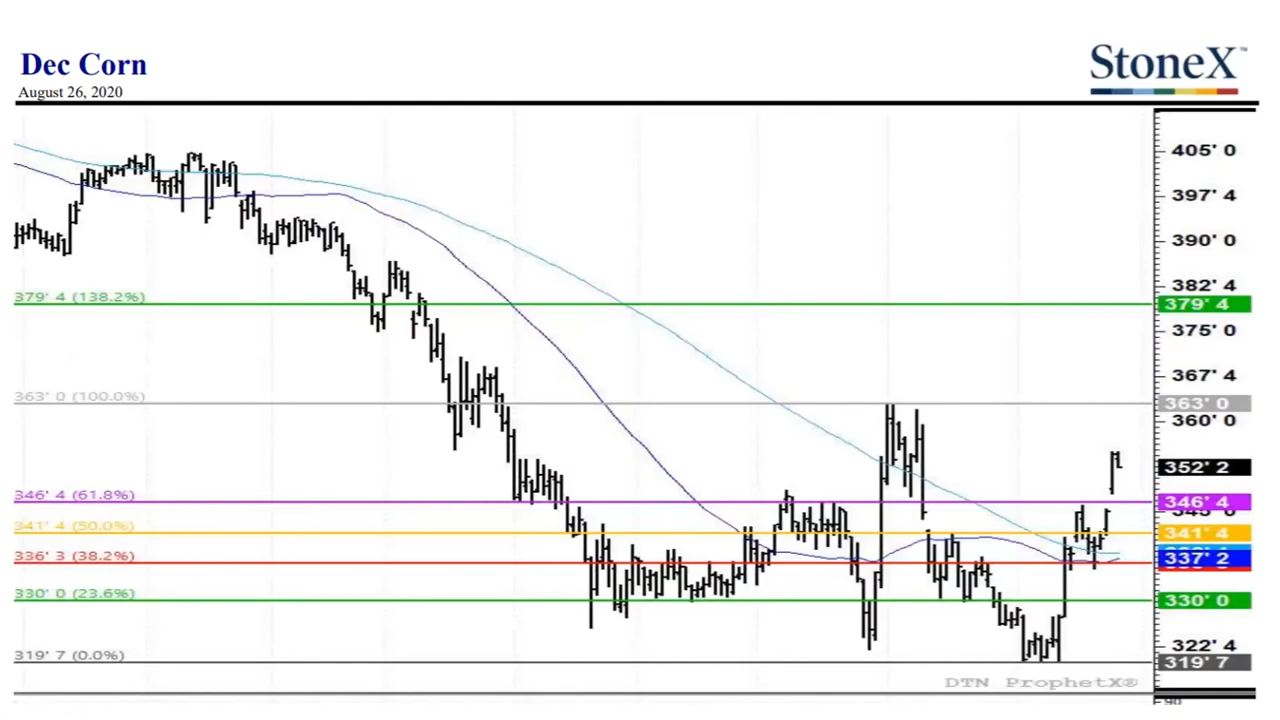 Dec Corn
August 26, 2020
StoneX™
405' 0
397' 4
390' 0
382' 4
379' 4 (138.2%)
379' 4
375' 0
367' 4
363' 0 (100.0%)
363' 0
360' 0
352' 2
346' 4 (61.8%)
346' 4
345' 0
341' 4 (50.0%)
341' 4
336' 3 (38.2%)
337' 2
330' 0 (23.6%)
330' 0
322' 4
319' 7 (0.0%)
319' 7
DTN ProphetX®